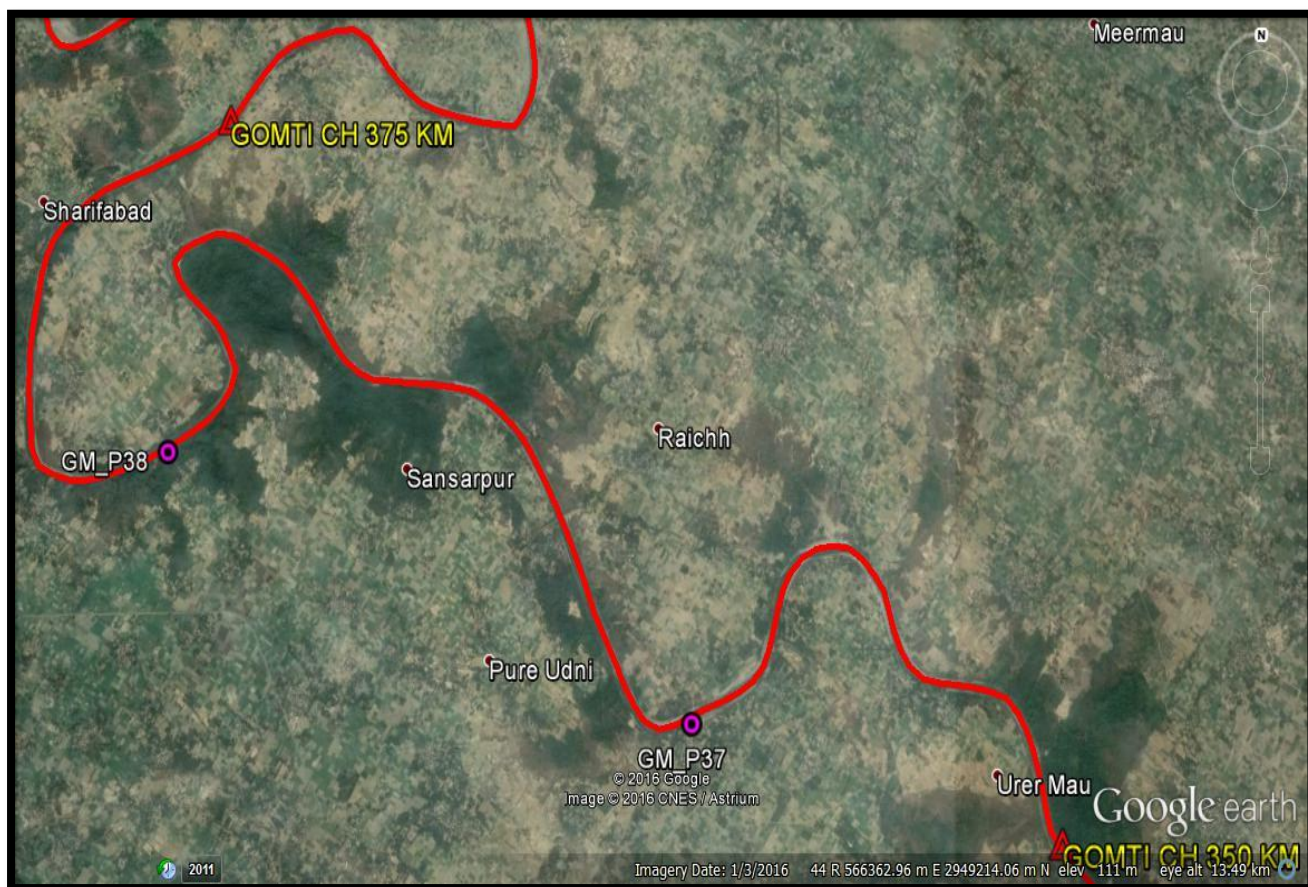 Meermau
N
GOMTI CH 375 KM
Sharifabad
Raichh
GM_P38
Sansarpur
Pure Udni
GM_P37
© 2016 Google
Image © 2016 CNES / Astrium
Urer Mau
Google earth
GOMTI CH 350 KM
2011
Imagery Date: 1/3/2016 44 R 566362.96 m E 2949214.06 m N elev 111 m eye alt 13.49 km